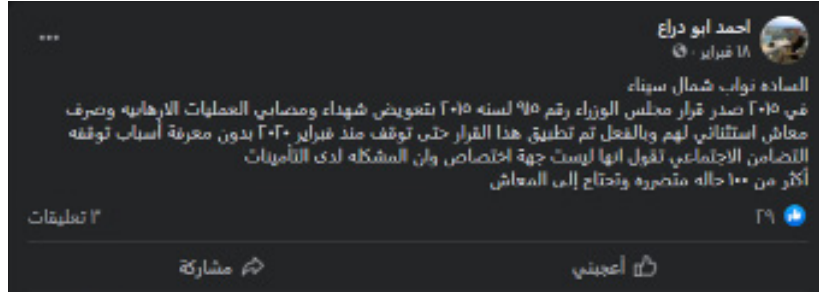 احمد ابو دراع
١٨ فبراير ·
الساده نواب شمال سيناء
في ٢٠١٥ صدر قرار مجلس الوزراء رقم ٩١٥ لسنه ٢٠١٥ بتعويض شهداء ومصابي العمليات الارهابيه وصرف
معاش استثنائي لهم وبالفعل تم تطبيق هذا القرار حتى توقف منذ فبراير ٢٠٢٠ بدون معرفة أسباب توقفه
التضامن الاجتماعي تقول انها ليست جهة اختصاص وان المشكله لدى التأمينات
أكثر من ١٠٠ حاله متضرره وتحتاج إلى المعاش
٢٩
٣ تعليقات
أعجبني
مشاركة